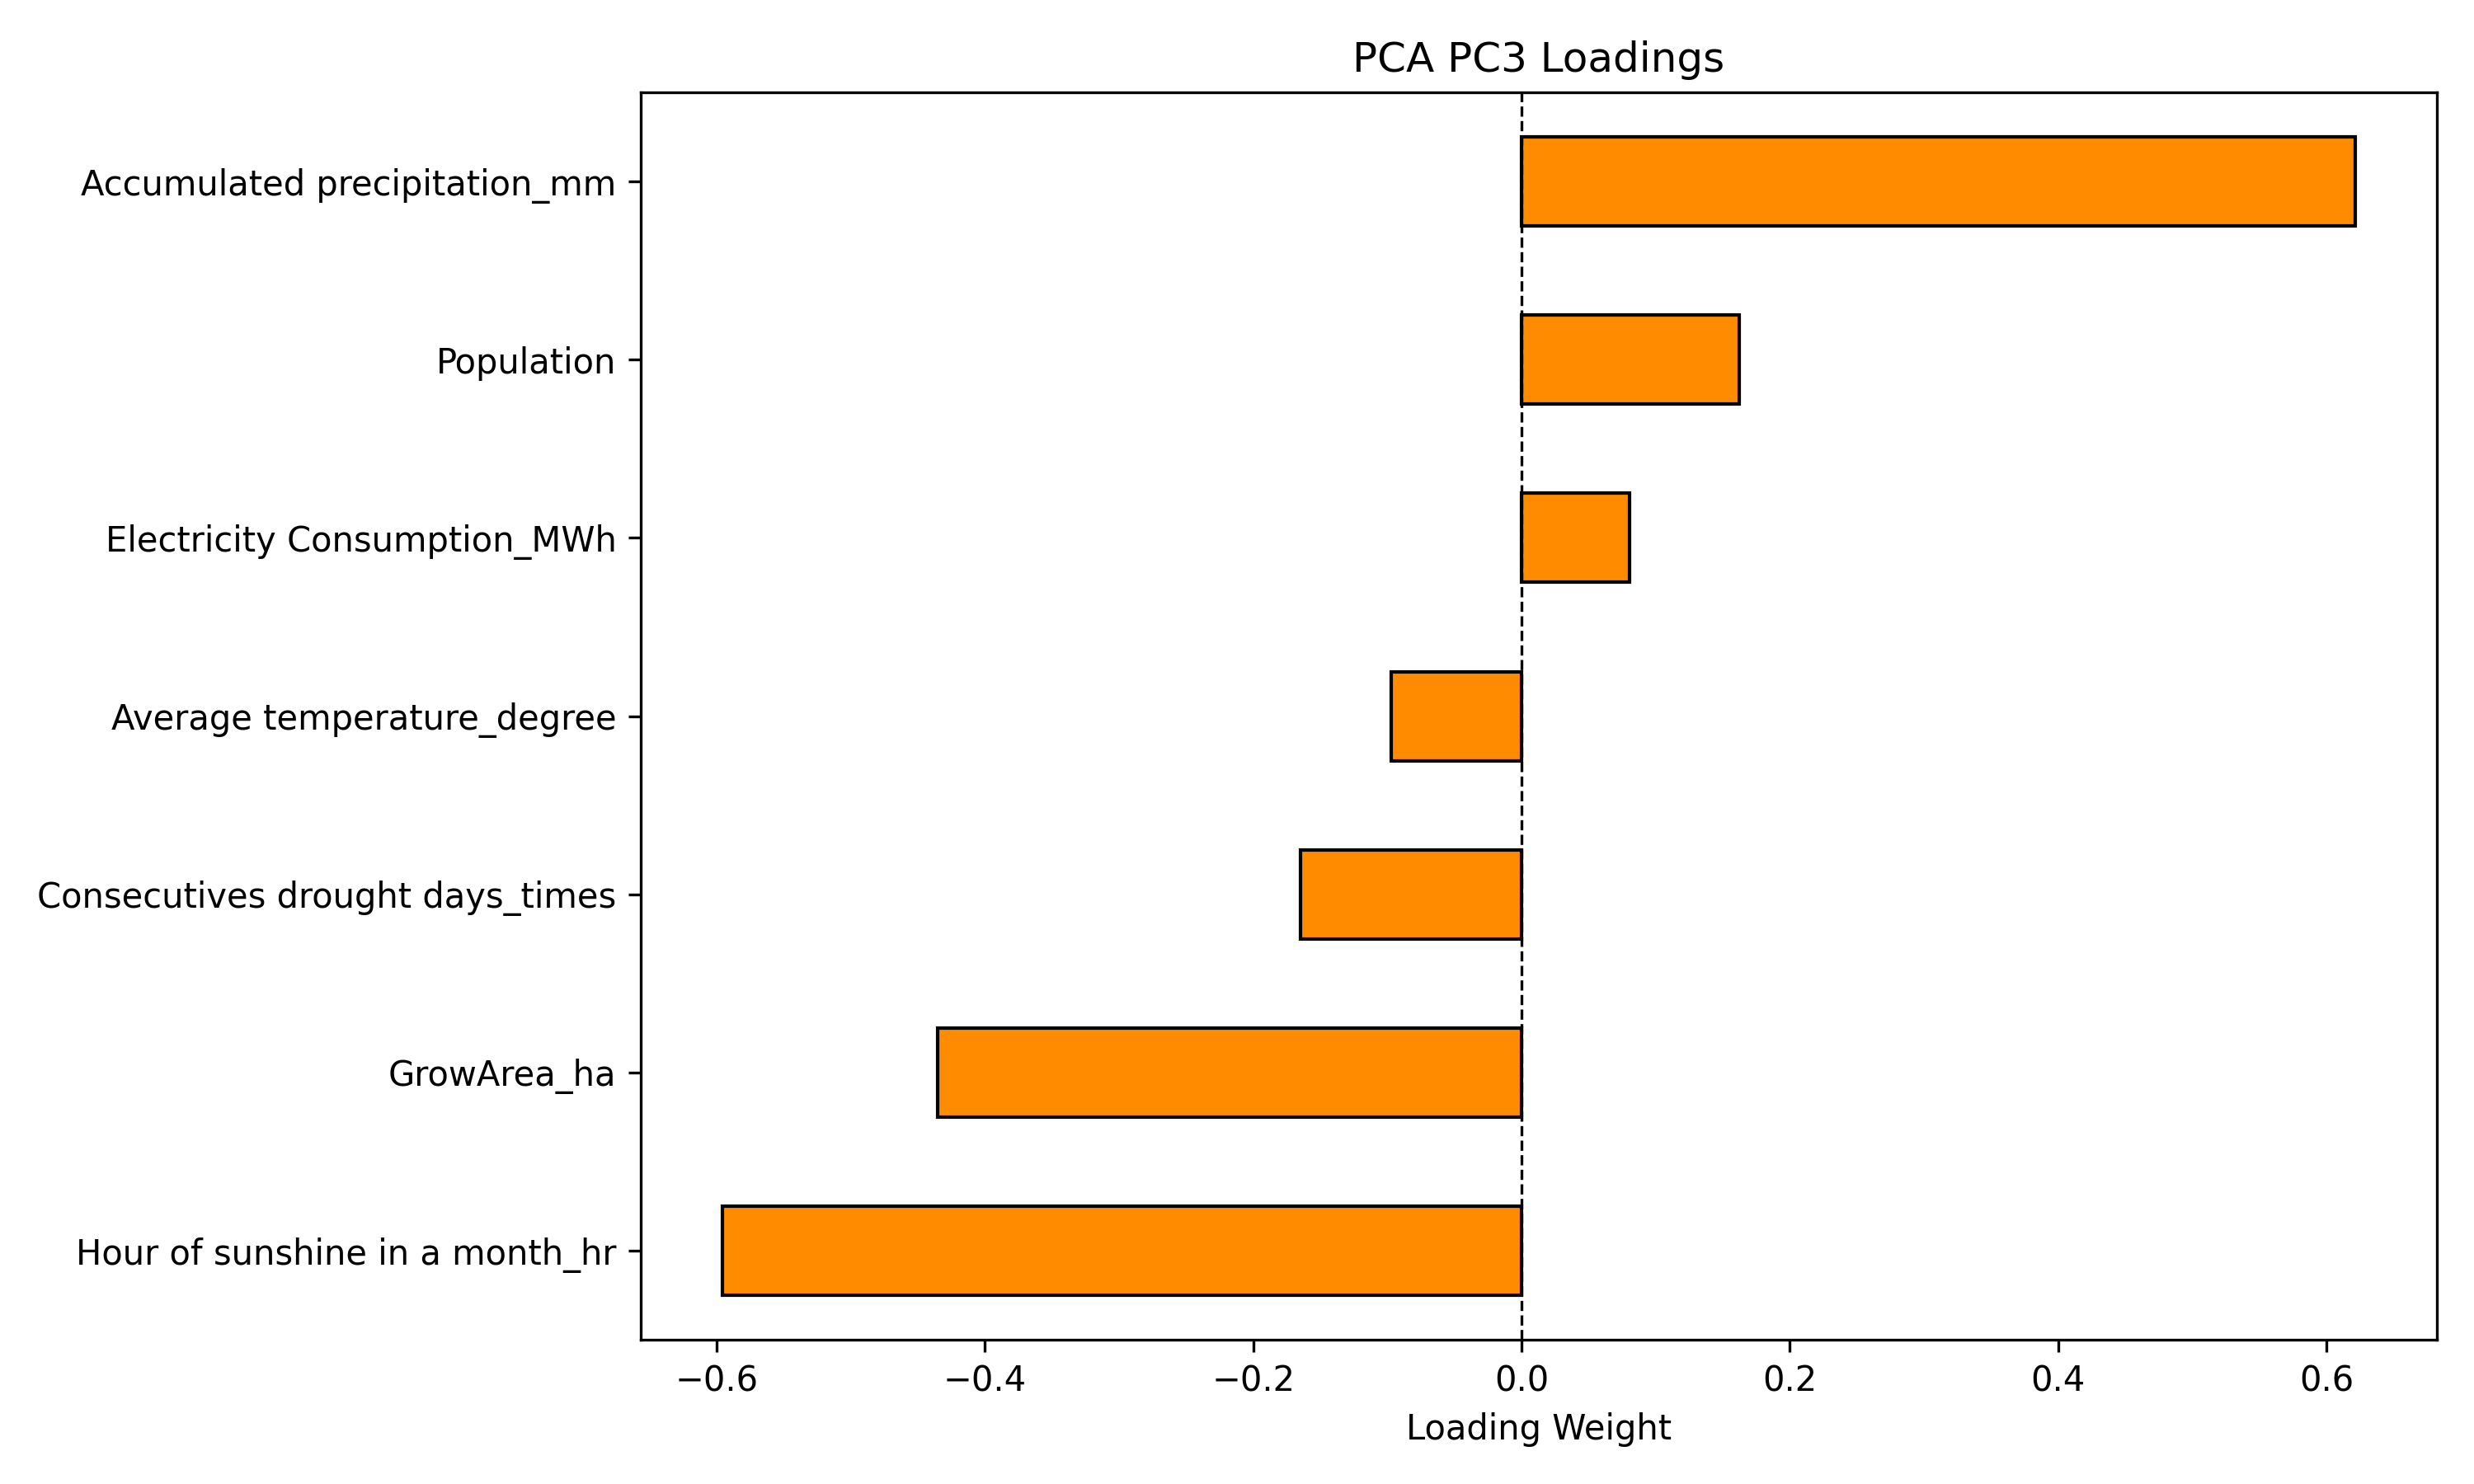 PCA PC3 Loadings
Accumulated precipitation_mm
Population
Electricity Consumption_MWh
Average temperature_degree
Consecutives drought days_times
GrowArea_ha
Hour of sunshine in a month_hr
−0.6 −0.4 −0.2 0.0 0.2 0.4 0.6
Loading Weight